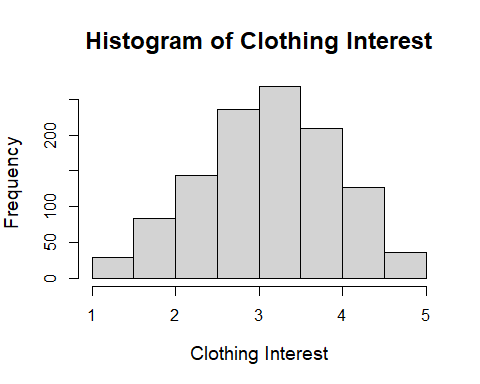 Histogram of Clothing Interest
Frequency
200
100
50
0
1 2 3 4 5
Clothing Interest